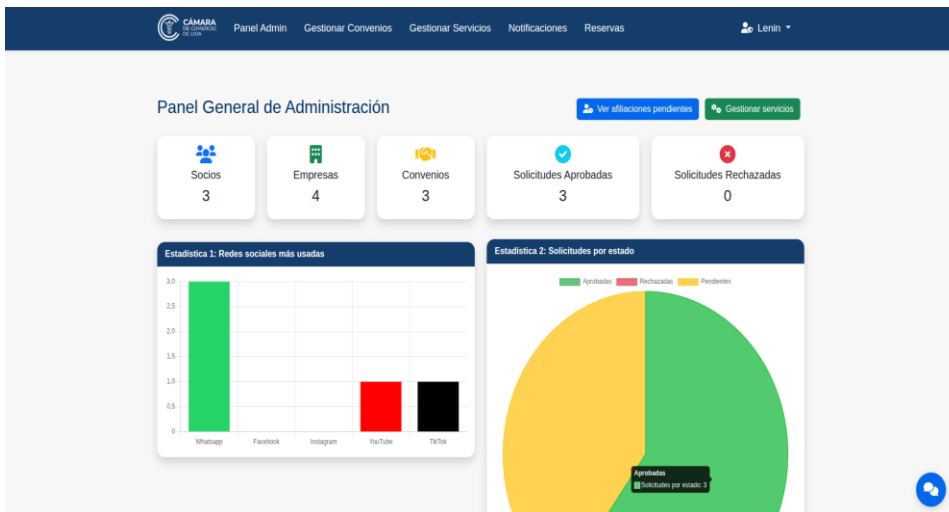 CÁMARA
DE COMERCIO
DE LOJA
Panel Admin Gestionar Convenios Gestionar Servicios Notificaciones Reservas Lenin
Panel General de Administración
Ver afiliaciones pendientes Gestionar servicios
Socios Empresas Convenios Solicitudes Aprobadas Solicitudes Rechazadas
3 4 3 3 0
Estadística 1: Redes sociales más usadas
3,0
2,5
2,0
1,5
1,0
0,5
0
Whatsapp Facebook Instagram YouTube TikTok
Estadística 2: Solicitudes por estado
Aprobadas Rechazadas Pendientes
Aprobadas
Solicitudes por estado: 3